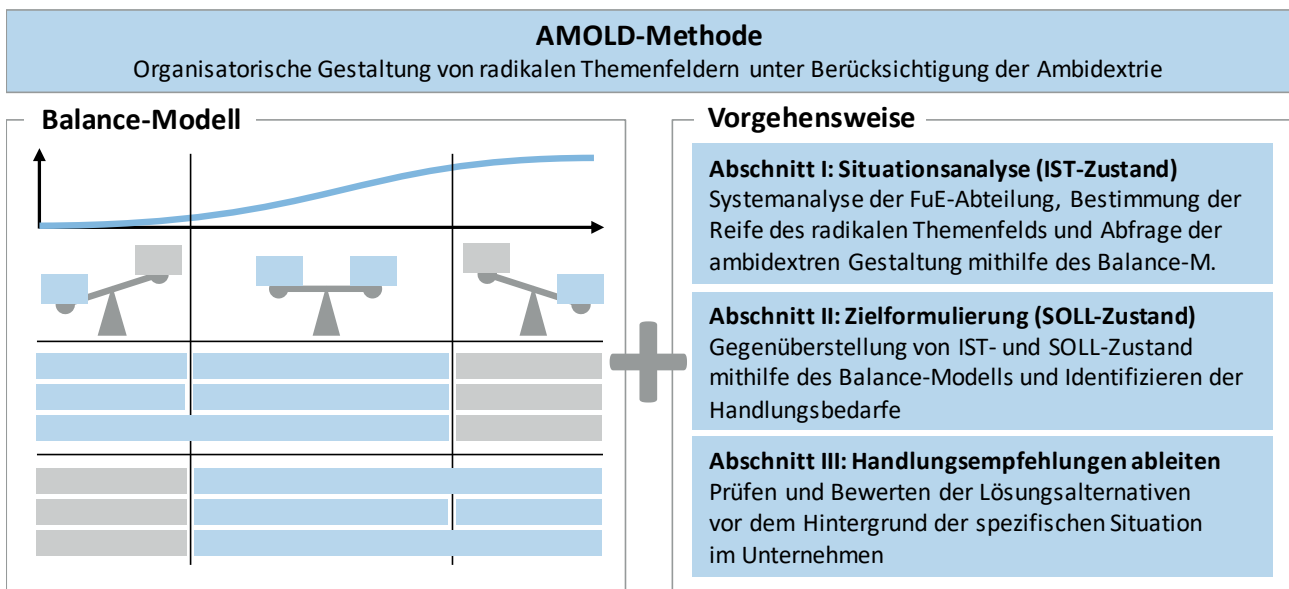 AMOLD-Methode
Organisatorische Gestaltung von radikalen Themenfeldern unter Berücksichtigung der Ambidextrie
Balance-Modell
Vorgehensweise
Abschnitt I: Situationsanalyse (IST-Zustand)
Systemanalyse der FuE-Abteilung, Bestimmung der
Reife des radikalen Themenfelds und Abfrage der
ambidextren Gestaltung mithilfe des Balance-M.
Abschnitt II: Zielformulierung (SOLL-Zustand)
Gegenüberstellung von IST- und SOLL-Zustand
mithilfe des Balance-Modells und Identifizieren der
Handlungsbedarfe
Abschnitt III: Handlungsempfehlungen ableiten
Prüfen und Bewerten der Lösungsalternativen
vor dem Hintergrund der spezifischen Situation
im Unternehmen